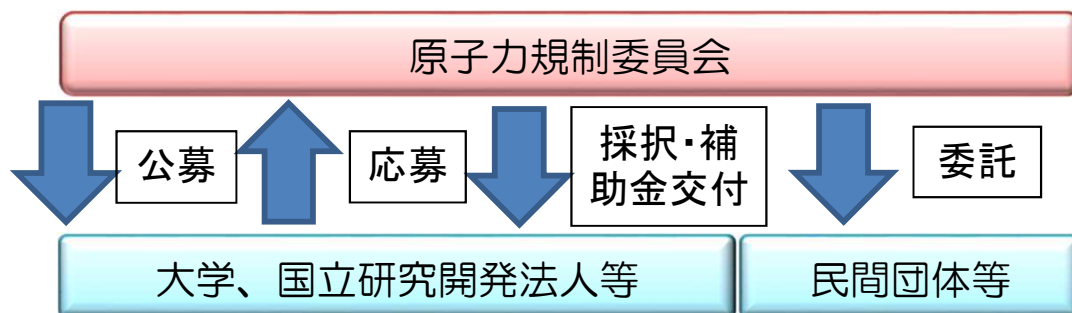 原子力規制委員会
公募
応募
採択・補
助金交付
委託
大学、国立研究開発法人等
民間団体等